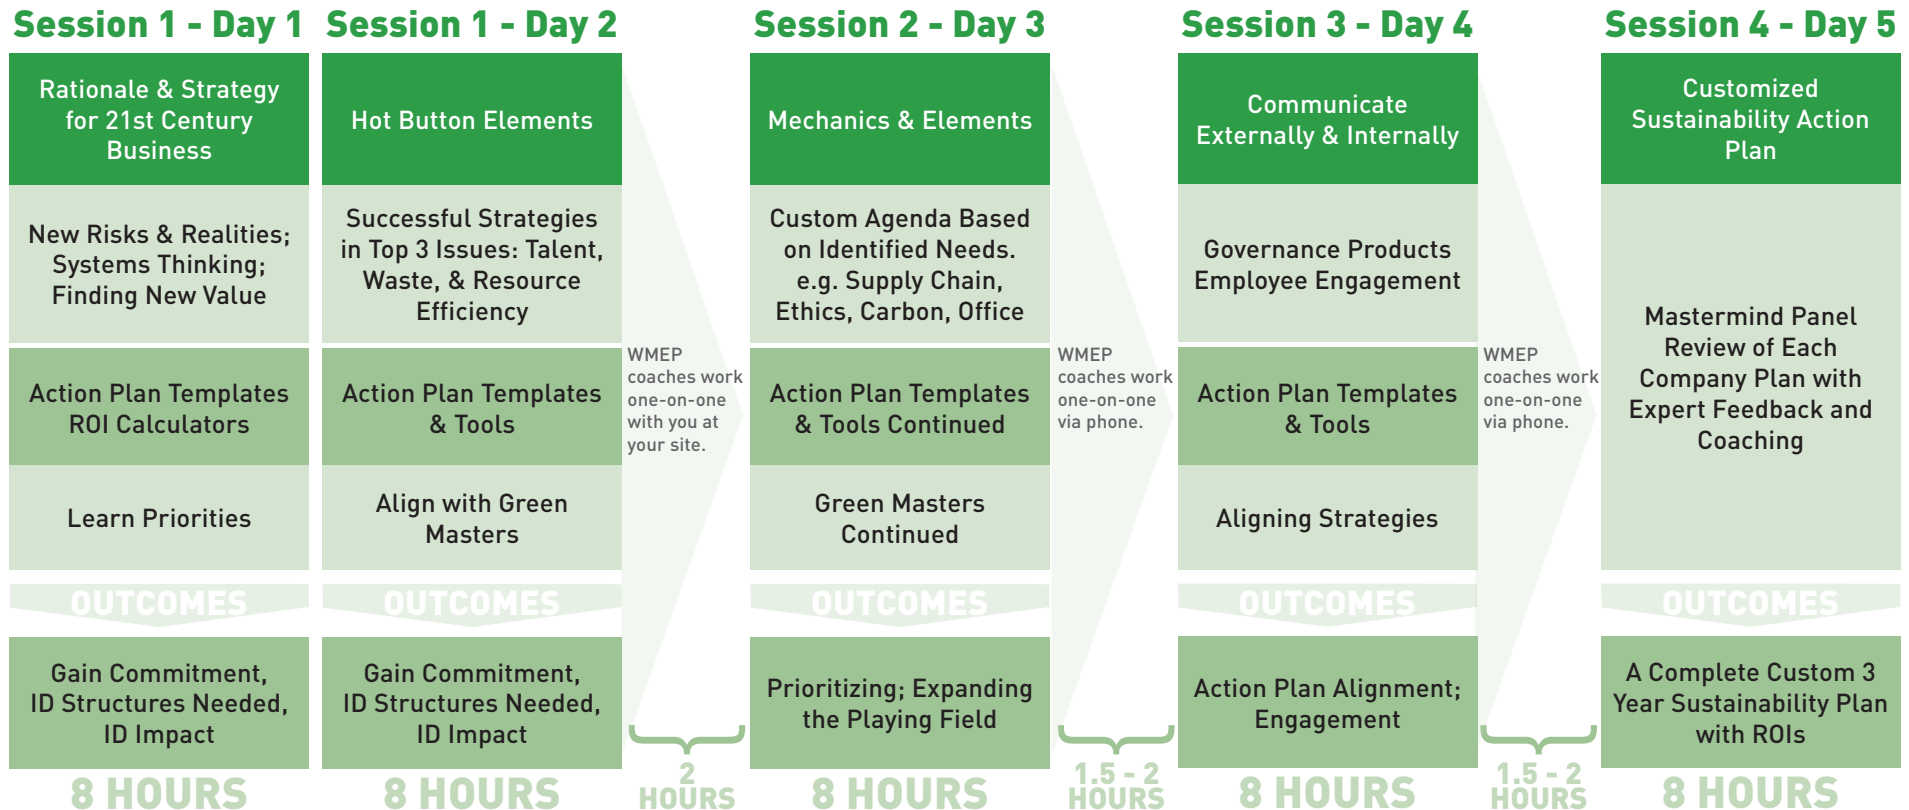 Session 1 - Day 1
Rationale & Strategy
for 21st Century
Business
New Risks & Realities;
Systems Thinking;
Finding New Value
Action Plan Templates
ROI Calculators
Learn Priorities
OUTCOMES
Gain Commitment,
ID Structures Needed,
ID Impact
8 HOURS
Session 1 - Day 2
Hot Button Elements
Successful Strategies
in Top 3 Issues: Talent,
Waste, & Resource
Efficiency
Action Plan Templates
& Tools
Align with Green
Masters
OUTCOMES
Gain Commitment,
ID Structures Needed,
ID Impact
8 HOURS
WMEP
coaches work
one-on-one
with you at
your site.
2
HOURS
Session 2 - Day 3
Mechanics & Elements
Custom Agenda Based
on Identified Needs.
e.g. Supply Chain,
Ethics, Carbon, Office
Action Plan Templates
& Tools Continued
Green Masters
Continued
OUTCOMES
Prioritizing; Expanding
the Playing Field
8 HOURS
WMEP
coaches work
one-on-one
via phone.
1.5 - 2
HOURS
Session 3 - Day 4
Communicate
Externally & Internally
Governance Products
Employee Engagement
Action Plan Templates
& Tools
Aligning Strategies
OUTCOMES
Action Plan Alignment;
Engagement
8 HOURS
WMEP
coaches work
one-on-one
via phone.
1.5 - 2
HOURS
Session 4 - Day 5
Customized
Sustainability Action
Plan
Mastermind Panel
Review of Each
Company Plan with
Expert Feedback and
Coaching
OUTCOMES
A Complete Custom 3
Year Sustainability Plan
with ROIs
8 HOURS